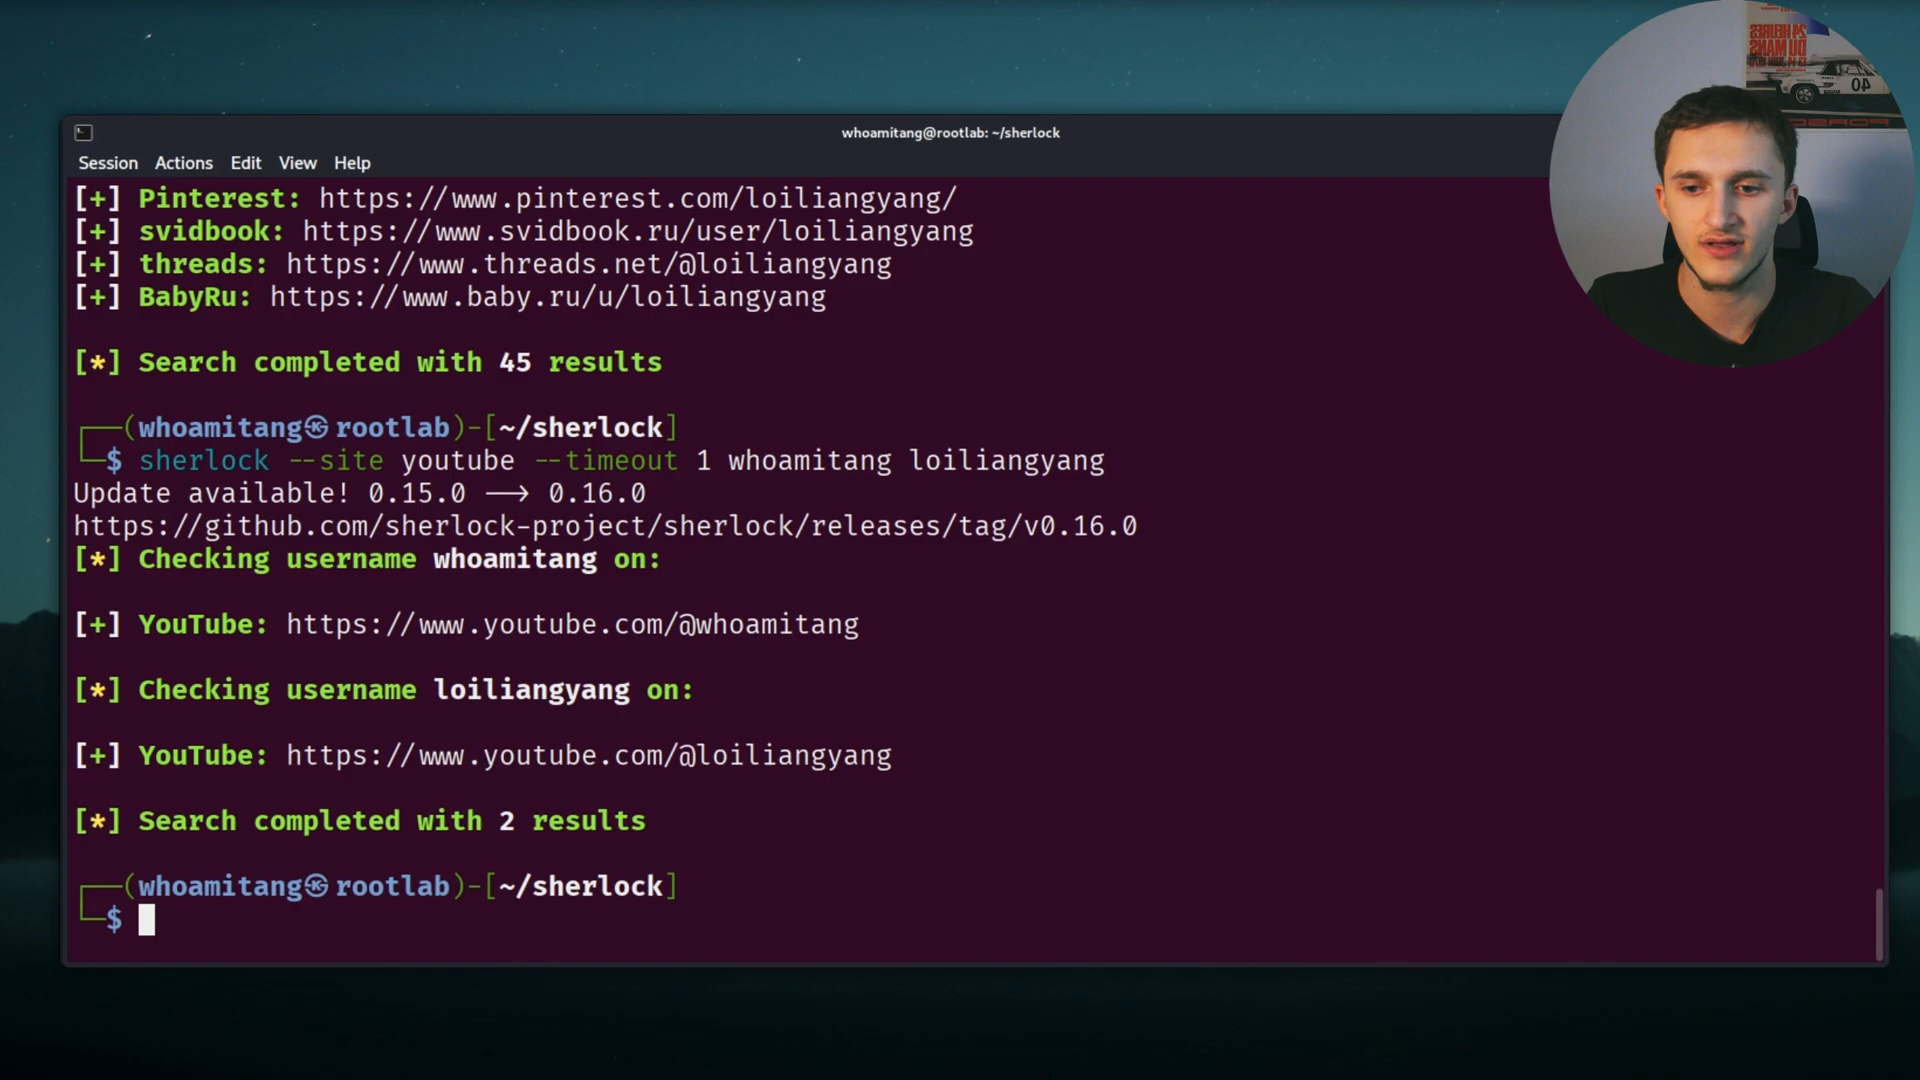 whoamitang@rootlab: ~/sherlock
Session Actions Edit View Help
[+] Pinterest: https://www.pinterest.com/loiliangyang/
[+] svidbook: https://www.svidbook.ru/user/loiliangyang
[+] threads: https://www.threads.net/@loiliangyang
[+] BabyRu: https://www.baby.ru/u/loiliangyang
[*] Search completed with 45 results
┌──(whoamitang㉿rootlab)-[~/sherlock]
└─$ sherlock --site youtube --timeout 1 whoamitang loiliangyang
Update available! 0.15.0 --> 0.16.0
https://github.com/sherlock-project/sherlock/releases/tag/v0.16.0
[*] Checking username whoamitang on:
[+] YouTube: https://www.youtube.com/@whoamitang
[*] Checking username loiliangyang on:
[+] YouTube: https://www.youtube.com/@loiliangyang
[*] Search completed with 2 results
┌──(whoamitang㉿rootlab)-[~/sherlock]
└─$
24 HEURES
DU MANS
40